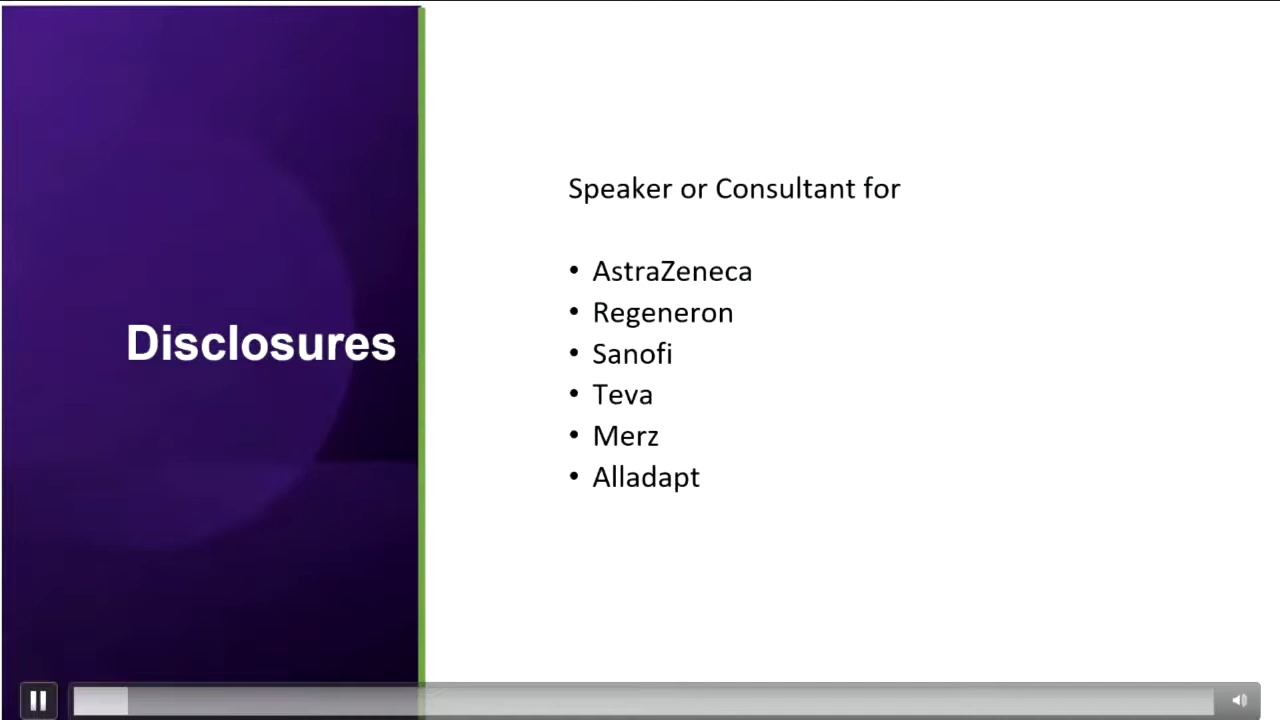 Disclosures
Speaker or Consultant for
• AstraZeneca
• Regeneron
• Sanofi
• Teva
• Merz
• Alladapt